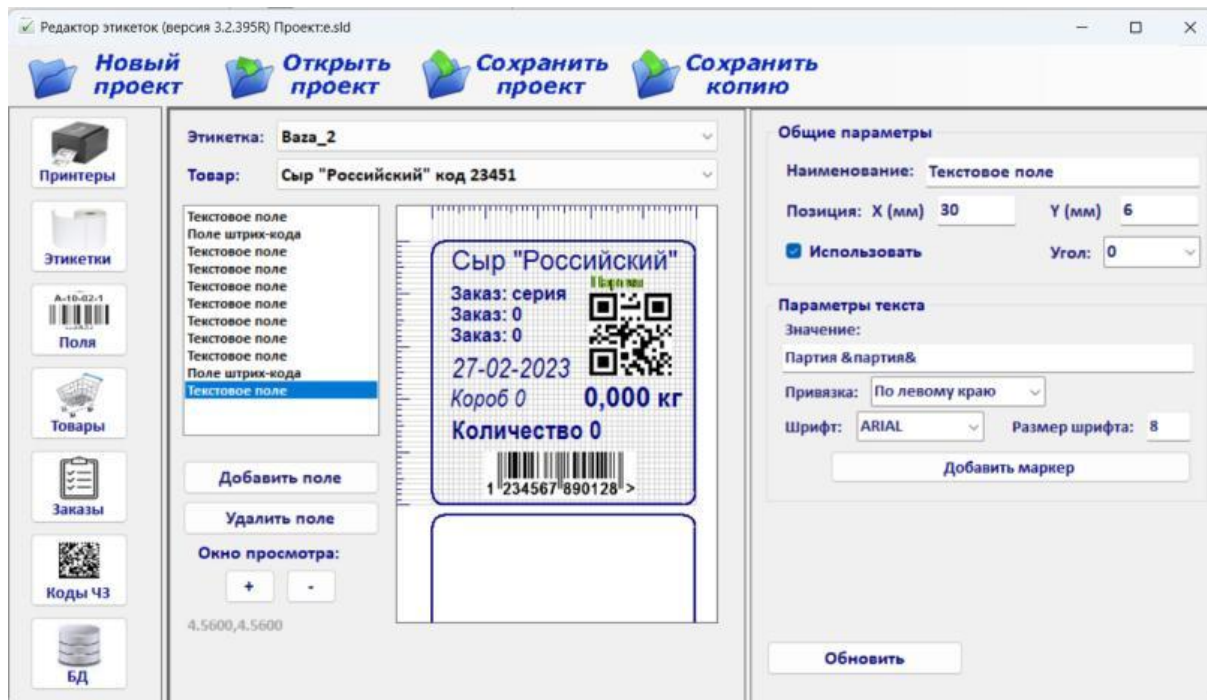 Редактор этикеток (версия 3.2.395R) Проект:e.sld
Новый проект
Открыть проект
Сохранить проект
Сохранить копию
Принтеры
Этикетки
A-10-02-1
Поля
Товары
Заказы
Коды ЧЗ
БД
Этикетка: Baza_2
Товар: Сыр "Российский" код 23451
Текстовое поле
Поле штрих-кода
Текстовое поле
Текстовое поле
Текстовое поле
Текстовое поле
Текстовое поле
Текстовое поле
Текстовое поле
Поле штрих-кода
Текстовое поле
Добавить поле
Удалить поле
Окно просмотра:
+ -
4.5600,4.5600
Сыр "Российский"
Заказ: серия
Заказ: 0
Заказ: 0
27-02-2023
Короб 0 0,000 кг
Количество 0
1 234567 890128 >
Общие параметры
Наименование: Текстовое поле
Позиция: X (мм) 30 Y (мм) 6
Использовать Угол: 0
Параметры текста
Значение:
Партия &партия&
Привязка: По левому краю
Шрифт: ARIAL Размер шрифта: 8
Добавить маркер
Обновить